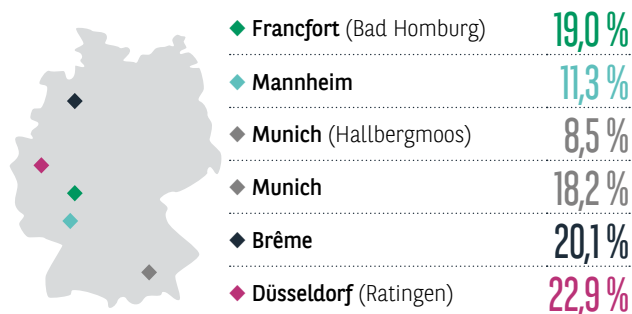 Francfort (Bad Homburg) 19,0 %
Mannheim 11,3 %
Munich (Hallbergmoos) 8,5 %
Munich 18,2 %
Brême 20,1 %
Düsseldorf (Ratingen) 22,9 %